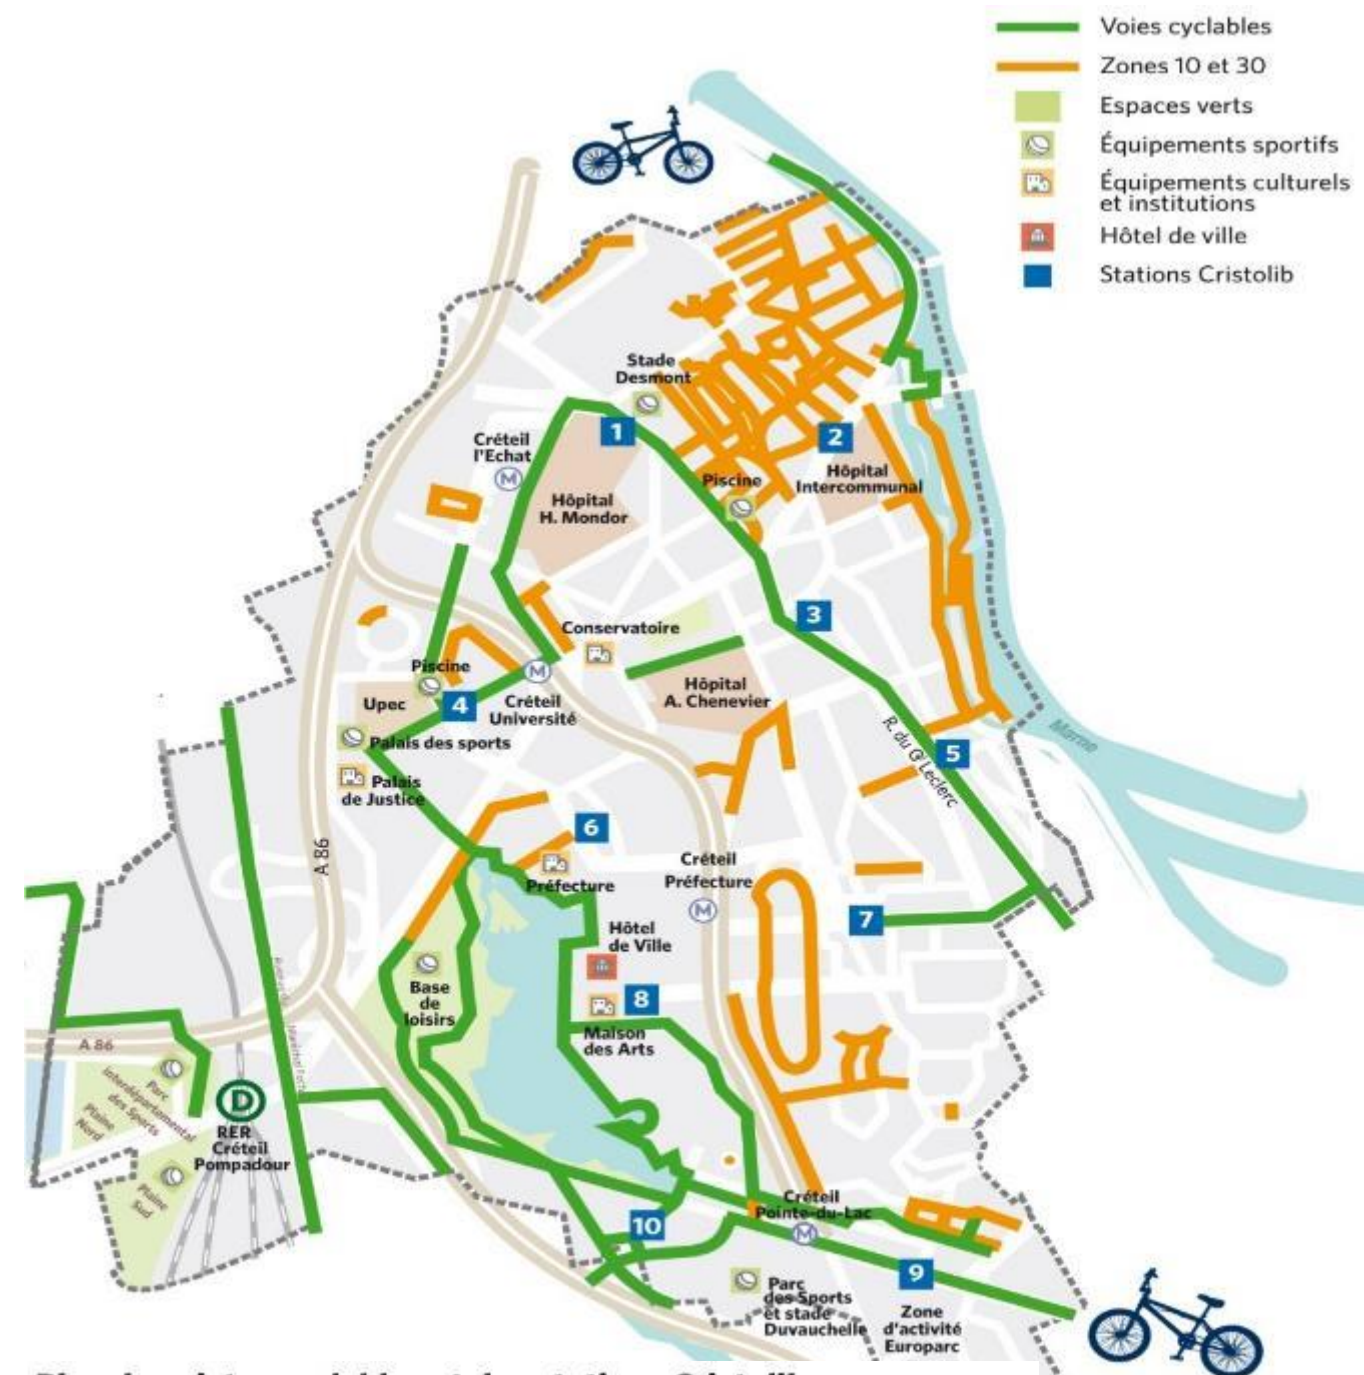 Voies cyclables
Zones 10 et 30
Espaces verts
Équipements sportifs
Équipements culturels
et institutions
Hôtel de ville
Stations Cristolib
Stade
Desmont
1
2
Créteil
l'Echat
M
Hôpital
H. Mondor
Piscine
Hôpital
Intercommunal
3
Conservatoire
Piscine
M
Upec
4
Créteil
Université
Hôpital
A. Chenevier
Palais des sports
Palais
de Justice
R. du Gl Leclerc
5
Marne
A 86
6
Préfecture
Créteil
Préfecture
M
7
Hôtel
de Ville
8
Maison
des Arts
Base
de
loisirs
A 86
Parc
Interdépartemental
des Sports
Plaine
Nord
D
RER
Créteil
Pompadour
Plaine
Sud
Créteil
Pointe-du-Lac
M
10
9
Parc
des Sports
et stade
Duvauchelle
Zone
d'activité
Europarc